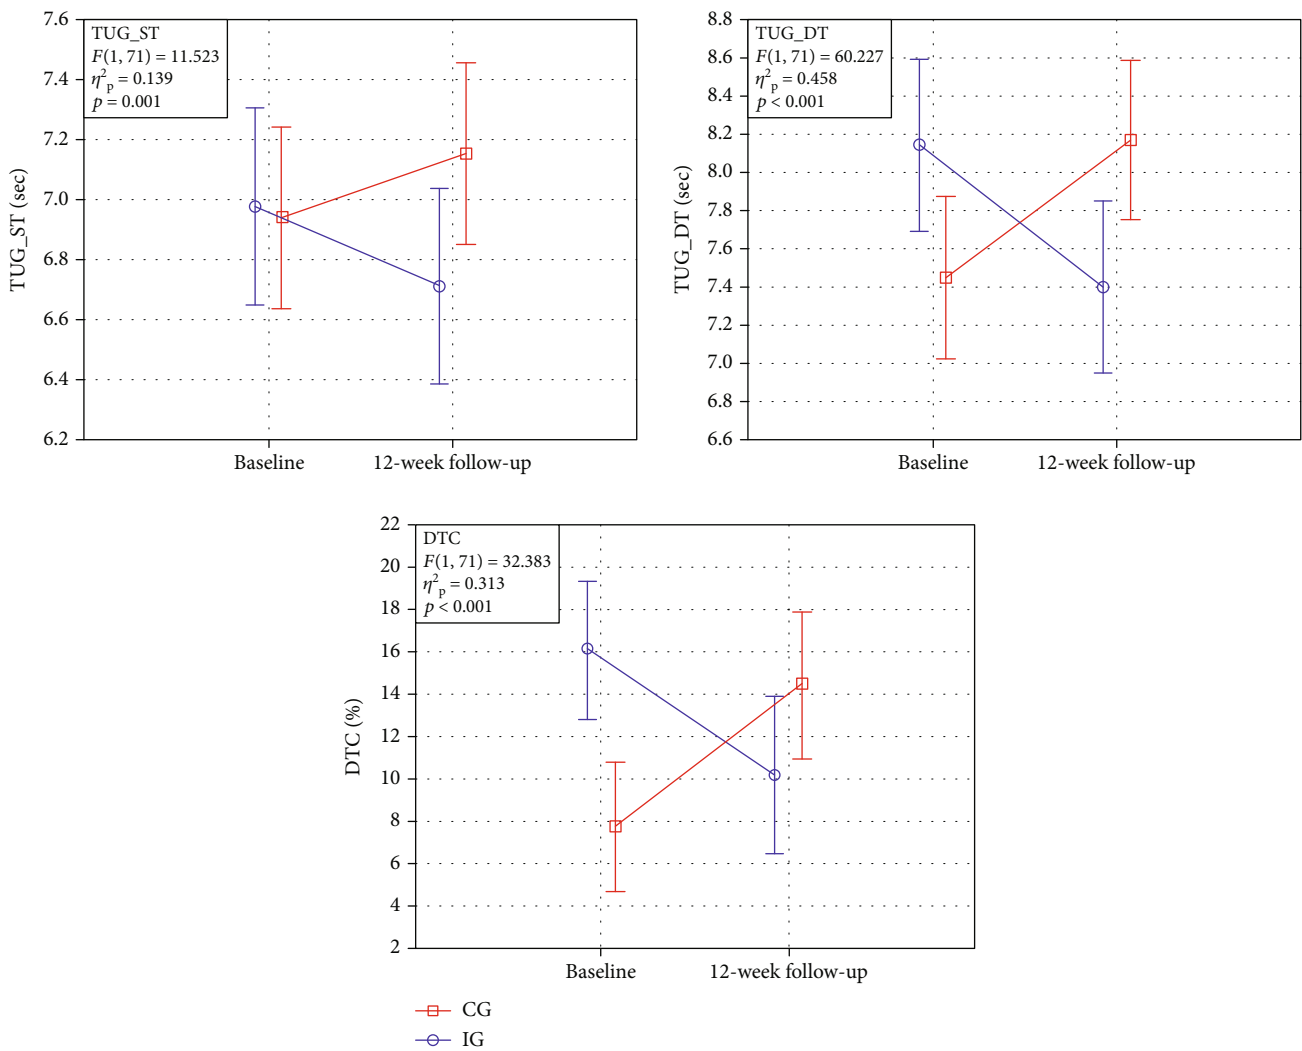 TUG_ST
F(1, 71) = 11.523
η²p = 0.139
p = 0.001
7.6
7.4
7.2
7.0
6.8
6.6
6.4
6.2
TUG_ST (sec)
Baseline
12-week follow-up
TUG_DT
F(1, 71) = 60.227
η²p = 0.458
p < 0.001
8.8
8.6
8.4
8.2
8.0
7.8
7.6
7.4
7.2
7.0
6.8
6.6
TUG_DT (sec)
Baseline
12-week follow-up
DTC
F(1, 71) = 32.383
η²p = 0.313
p < 0.001
22
20
18
16
14
12
10
8
6
4
2
DTC (%)
Baseline
12-week follow-up
CG
IG